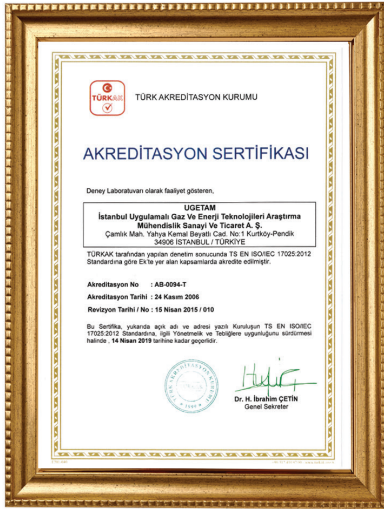 TÜRKAK
TÜRK AKREDİTASYON KURUMU
AKREDİTASYON SERTİFİKASI
Deney Laboratuvarı olarak faaliyet gösteren,
UGETAM
İstanbul Uygulamalı Gaz Ve Enerji Teknolojileri Araştırma
Mühendislik Sanayi Ve Ticaret A. Ş.
Çamlık Mah. Yahya Kemal Beyatlı Cad. No:1 Kurtköy-Pendik
34906 İSTANBUL / TÜRKİYE
TÜRKAK tarafından yapılan denetim sonucunda TS EN ISO/IEC 17025:2012
Standardına göre Ek'te yer alan kapsamlarda akredite edilmiştir.
Akreditasyon No : AB-0094-T
Akreditasyon Tarihi : 24 Kasım 2006
Revizyon Tarihi / No : 15 Nisan 2015 / 010
Bu Sertifika, yukarıda açık adı ve adresi yazılı Kuruluşun TS EN ISO/IEC
17025:2012 Standardına, ilgili Yönetmelik ve Tebliğlere uygunluğunu sürdürmesi
halinde , 14 Nisan 2019 tarihine kadar geçerlidir.
Dr. H. İbrahim ÇETİN
Genel Sekreter